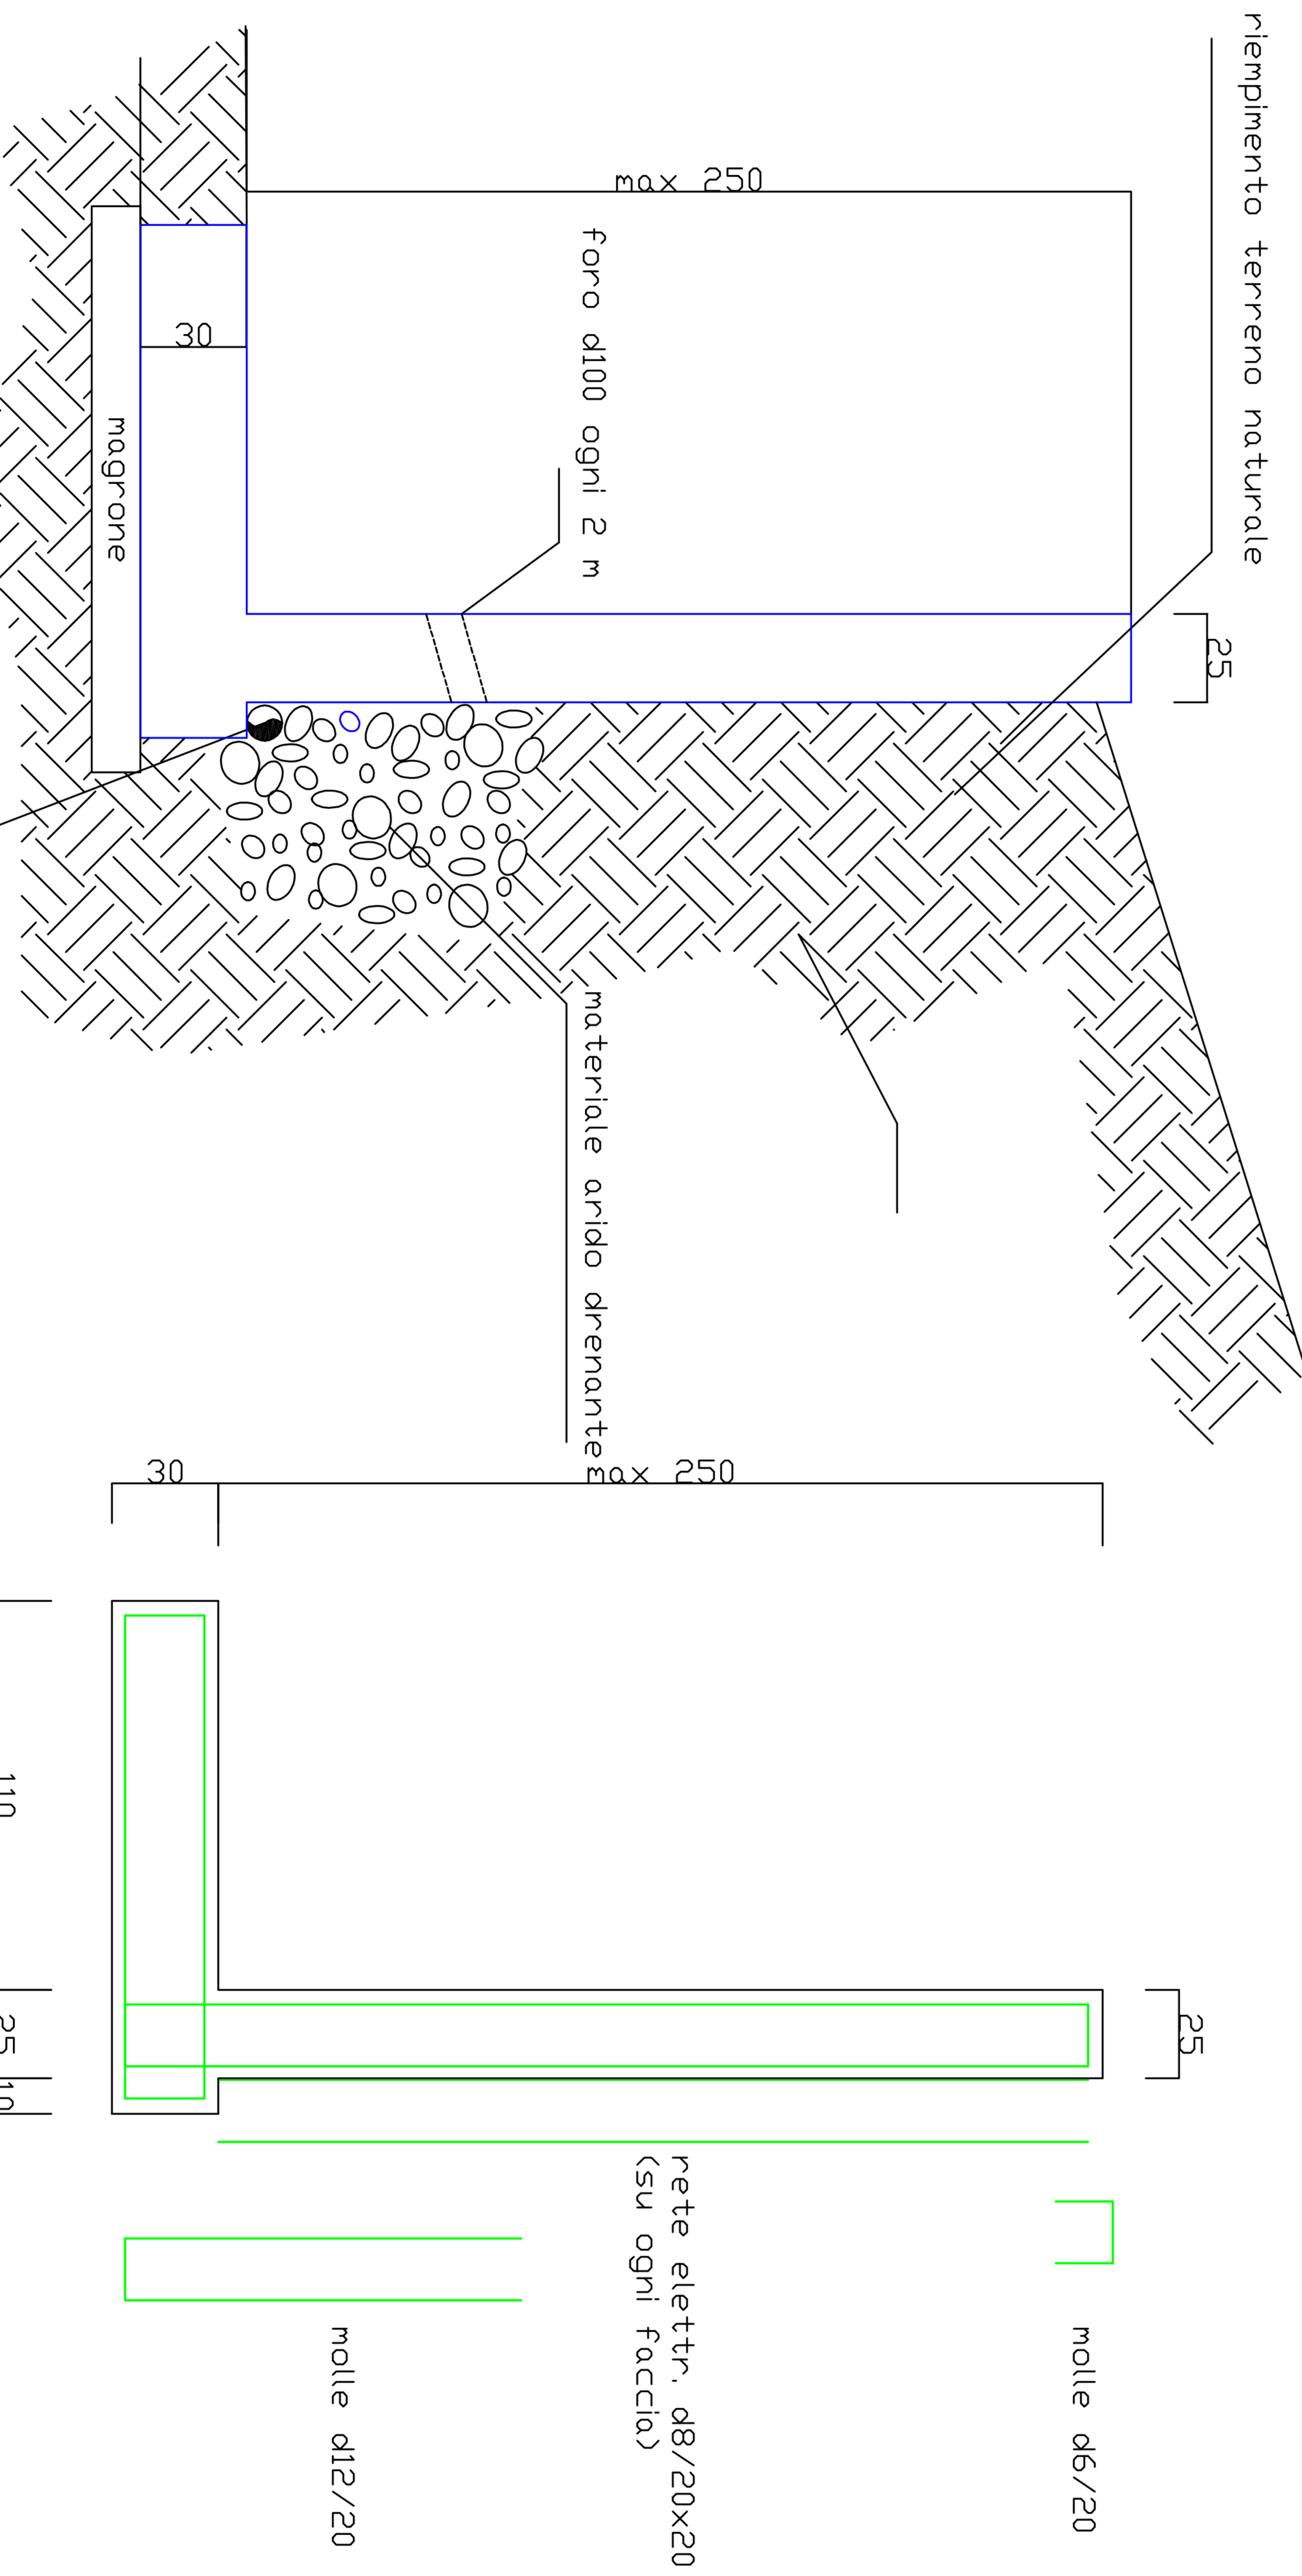 riempimento terreno naturale
25
max 250
foro d100 ogni 2 m
30
magrone
materiale arido drenante
max 250
30
25
110
25
10
molle d6/20
rete elettr. d8/20x20
(su ogni faccia)
molle d12/20